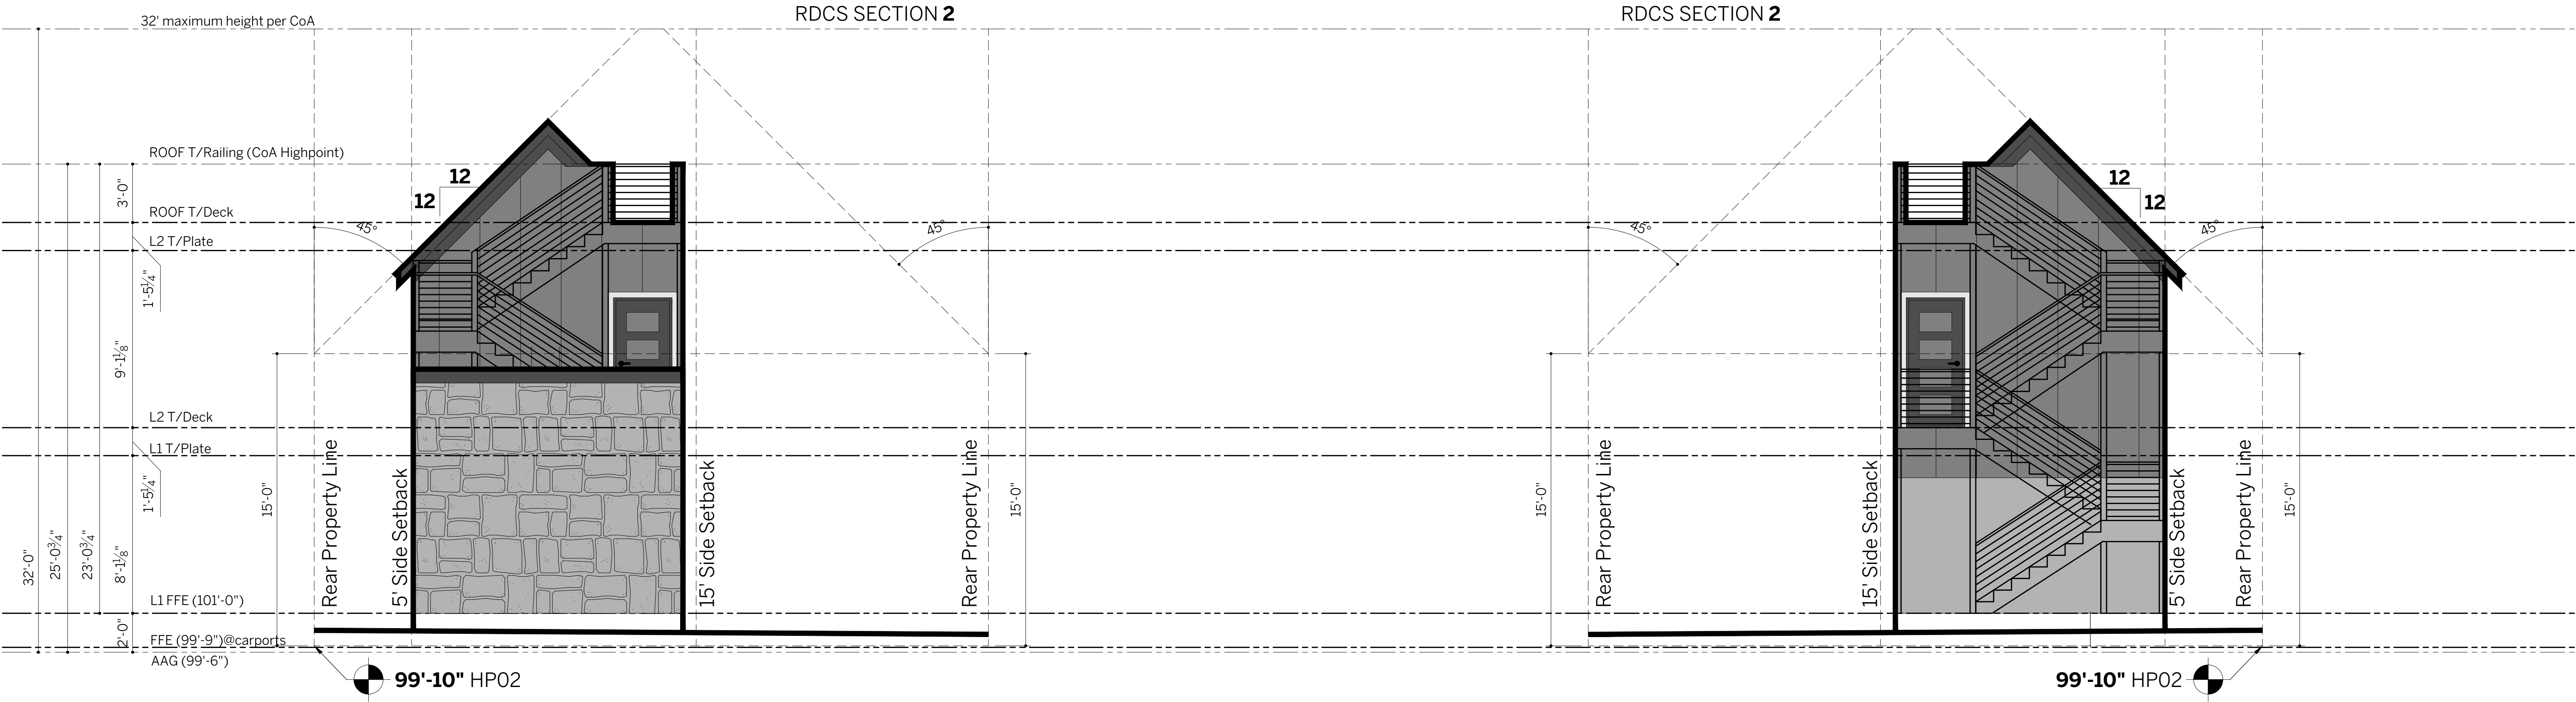 RDCS SECTION 2
RDCS SECTION 2
32' maximum height per CoA
ROOF T/Railing (CoA Highpoint)
12
12
12
12
3'-0"
ROOF T/Deck
45°
45°
45°
45°
L2 T/Plate
1'-5¼"
9'-1⅛"
L2 T/Deck
L1 T/Plate
1'-5¼"
15'-0"
Rear Property Line
5' Side Setback
15' Side Setback
Rear Property Line
15'-0"
15'-0"
Rear Property Line
15' Side Setback
5' Side Setback
Rear Property Line
15'-0"
32'-0"
25'-0¾"
23'-0¾"
8'-1⅛"
L1 FFE (101'-0")
2'-0"
FFE (99'-9")@carports
AAG (99'-6")
99'-10" HP02
99'-10" HP02